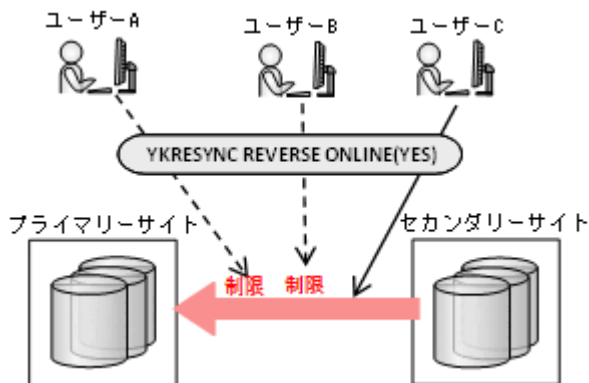 ユーザーA
ユーザーB
ユーザーC
YKRESYNC REVERSE ONLINE(YES)
プライマリーサイト
セカンダリーサイト
制限
制限